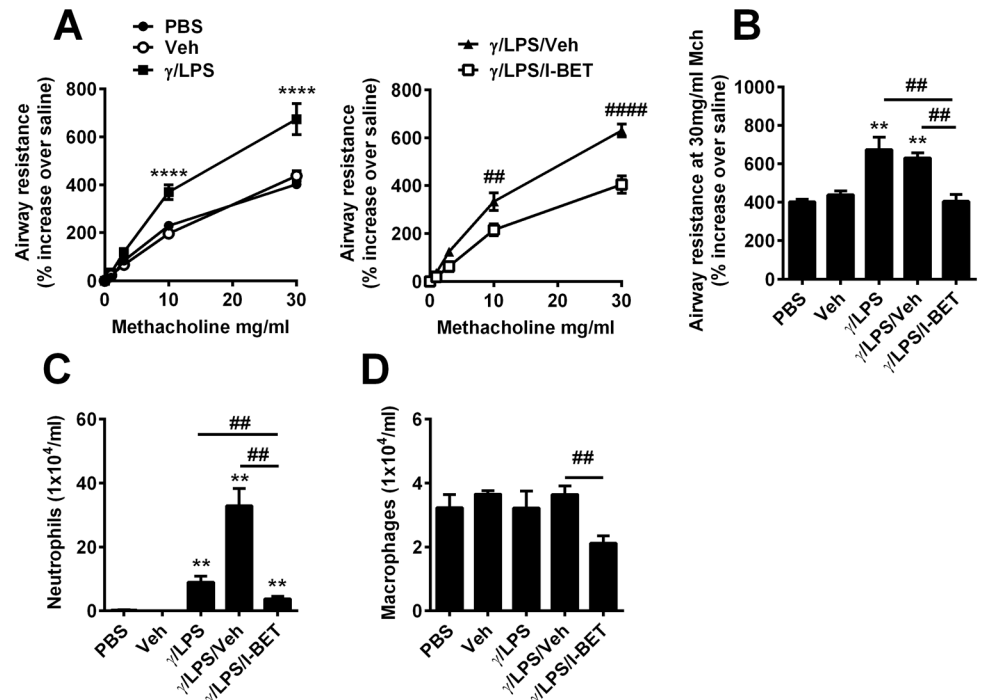 A
PBS
Veh
γ/LPS
Airway resistance
(% increase over saline)
800
600
400
200
0
****
****
0
10
20
30
Methacholine mg/ml
γ/LPS/Veh
γ/LPS/I-BET
Airway resistance
(% increase over saline)
800
600
400
200
0
##
####
0
10
20
30
Methacholine mg/ml
B
Airway resistance at 30mg/ml Mch
(% increase over saline)
1000
800
600
400
200
0
##
##
**
**
PBS
Veh
γ/LPS
γ/LPS/Veh
γ/LPS/I-BET
C
Neutrophils (1x10⁴/ml)
60
40
20
0
##
##
**
**
**
PBS
Veh
γ/LPS
γ/LPS/Veh
γ/LPS/I-BET
D
Macrophages (1x10⁴/ml)
6
4
2
0
##
PBS
Veh
γ/LPS
γ/LPS/Veh
γ/LPS/I-BET